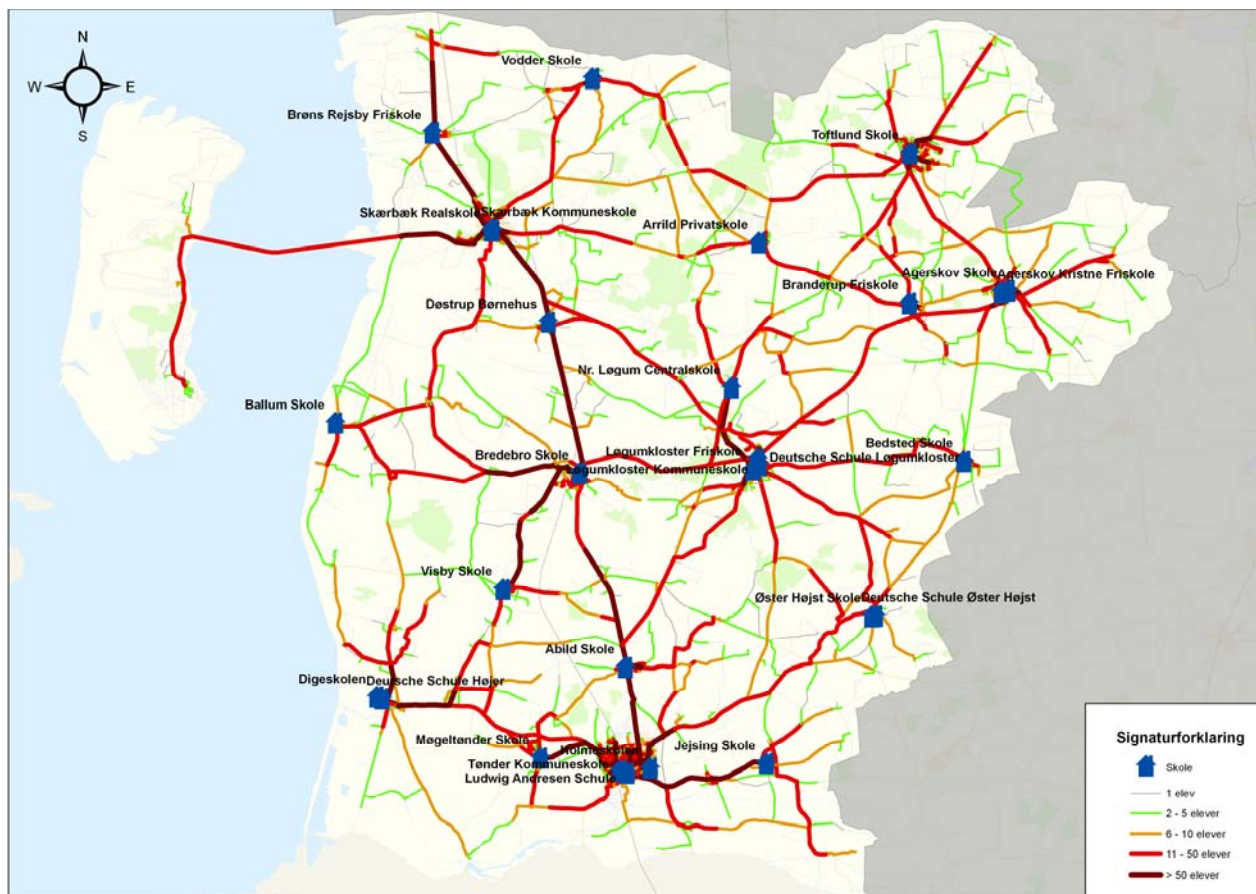 N
W
E
S
Vodder Skole
Brøns Rejsby Friskole
Toftlund Skole
Skærbæk Realskole
Skærbæk Kommuneskole
Arrild Privatskole
Agerskov Skole
Agerskov Kristne Friskole
Branderup Friskole
Døstrup Børnehus
Nr. Løgum Centralskole
Ballum Skole
Bedsted Skole
Løgumkloster Friskole
Bredebro Skole
Deutsche Schule Løgumkloster
Løgumkloster Kommuneskole
Visby Skole
Øster Højst Skole
Deutsche Schule Øster Højst
Abild Skole
Digeskolen
Deutsche Schule Højer
Møgeltønder Skole
Holmeskolen
Jejsing Skole
Tønder Kommuneskole
Ludwig Andresen Schule
Signaturforklaring
Skole
1 elev
2 - 5 elever
6 - 10 elever
11 - 50 elever
> 50 elever